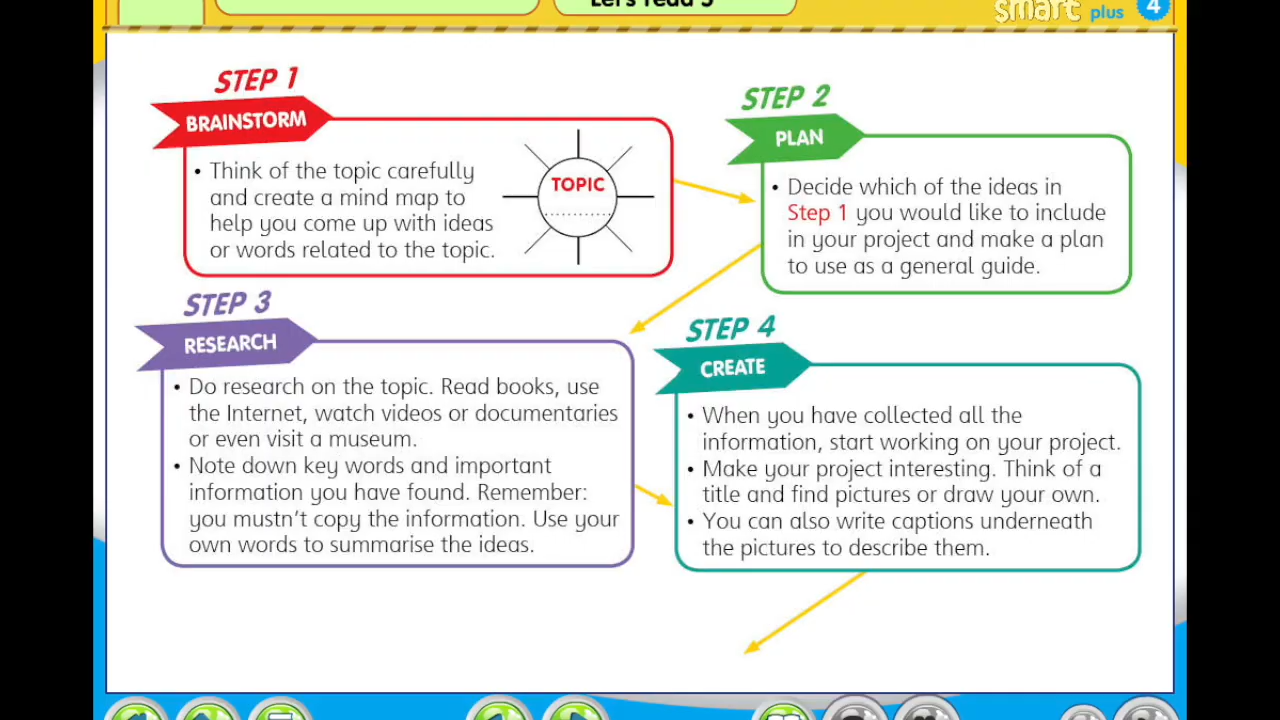 Let's read 5
smart plus 4
STEP 1
BRAINSTORM
• Think of the topic carefully
and create a mind map to
help you come up with ideas
or words related to the topic.
TOPIC
STEP 2
PLAN
• Decide which of the ideas in
Step 1 you would like to include
in your project and make a plan
to use as a general guide.
STEP 3
RESEARCH
• Do research on the topic. Read books, use
the Internet, watch videos or documentaries
or even visit a museum.
• Note down key words and important
information you have found. Remember:
you mustn't copy the information. Use your
own words to summarise the ideas.
STEP 4
CREATE
• When you have collected all the
information, start working on your project.
• Make your project interesting. Think of a
title and find pictures or draw your own.
• You can also write captions underneath
the pictures to describe them.